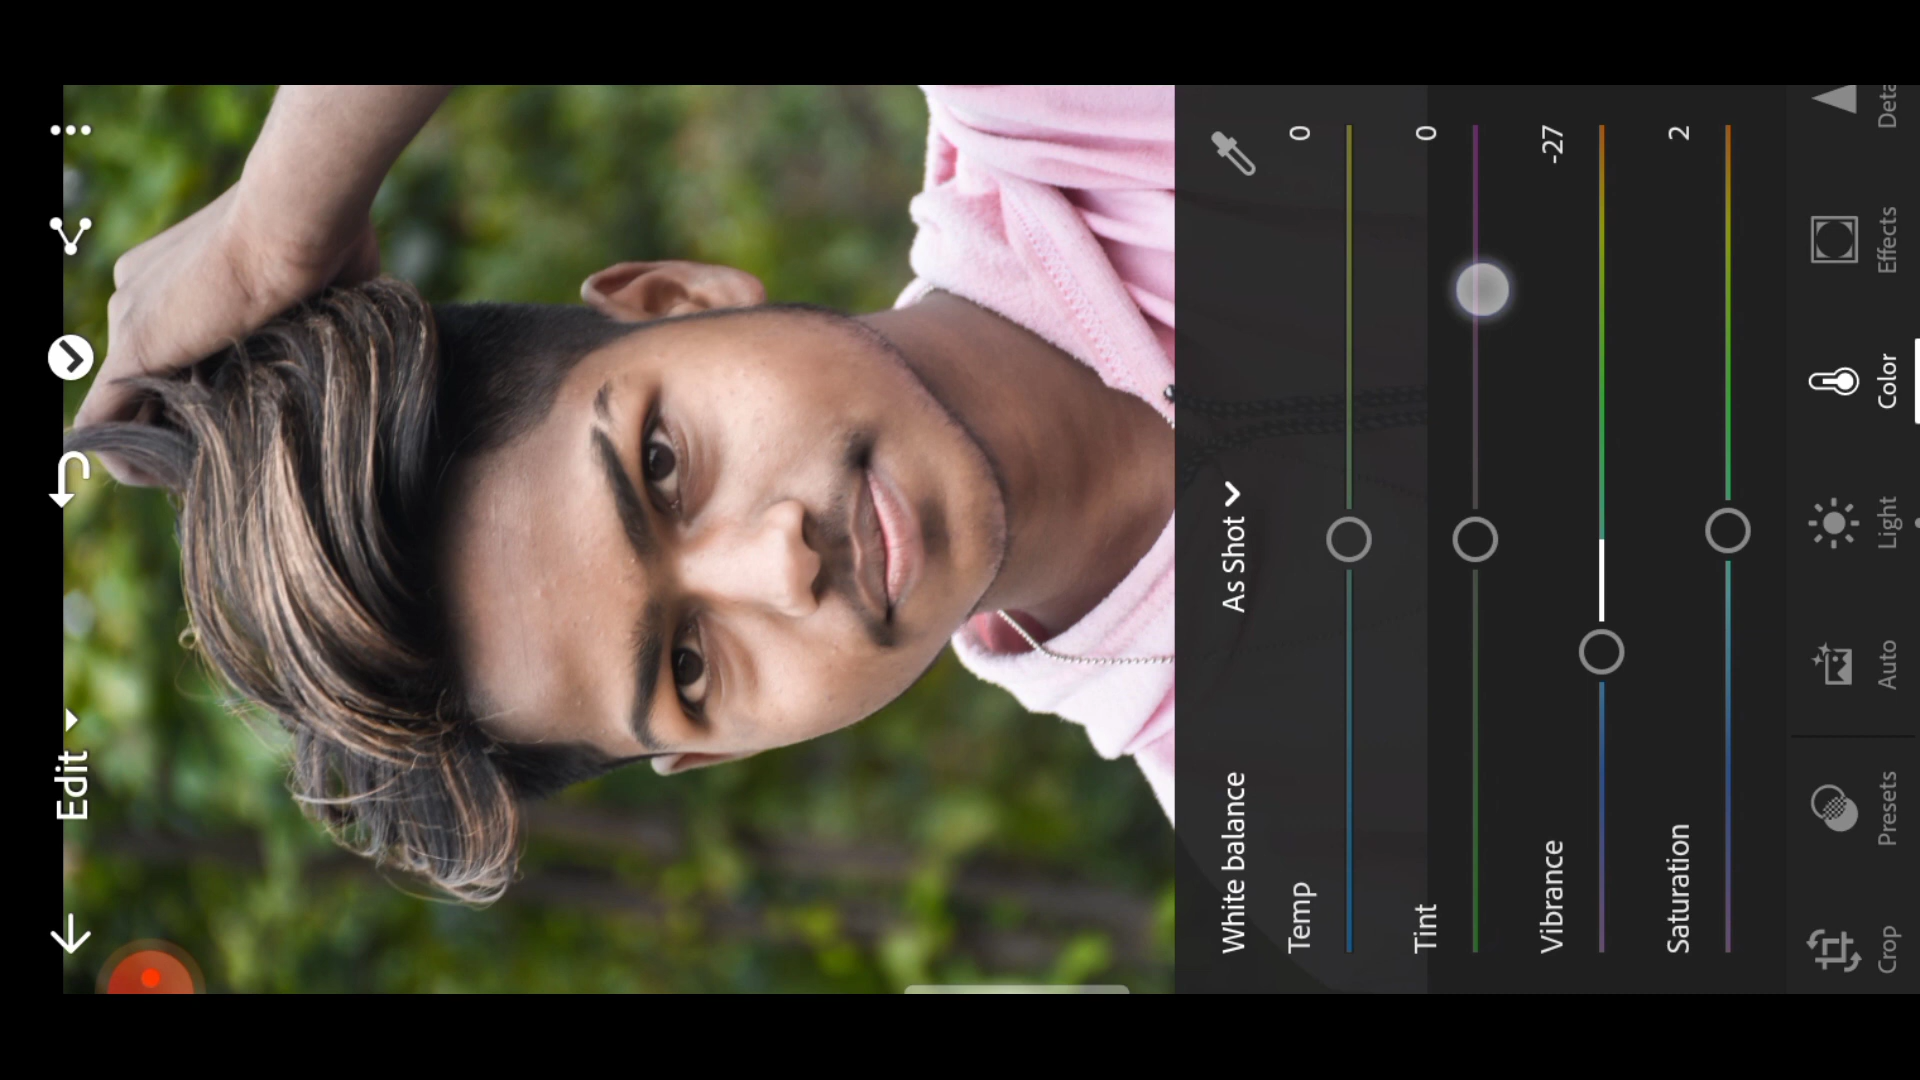 Edit
White balance
As Shot
Temp
0
Tint
0
Vibrance
-27
Saturation
2
Crop
Presets
Auto
Light
Color
Effects
Deta